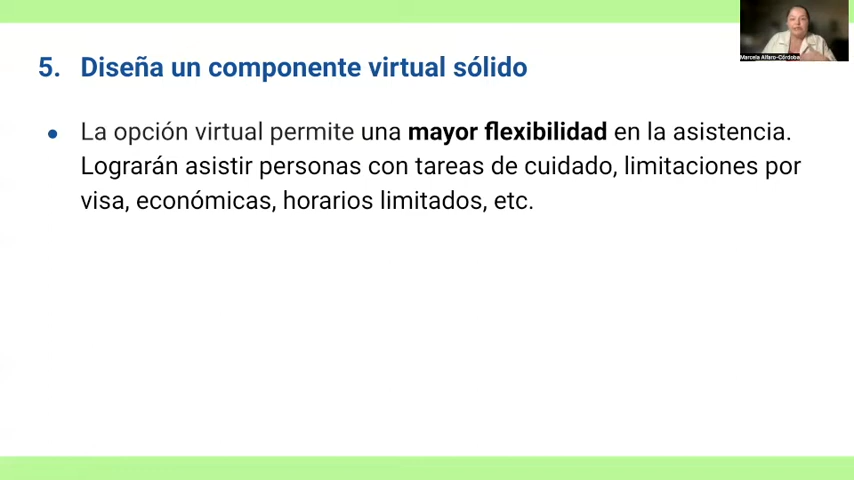 5. Diseña un componente virtual sólido
Marcela Alfaro-Córdoba
● La opción virtual permite una mayor flexibilidad en la asistencia.
Lograrán asistir personas con tareas de cuidado, limitaciones por
visa, económicas, horarios limitados, etc.